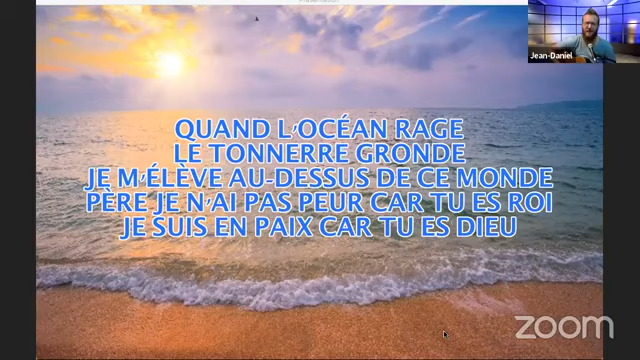 Jean-Daniel
QUAND L'OCÉAN RAGE
LE TONNERRE GRONDE
JE M'ÉLÈVE AU-DESSUS DE CE MONDE
PÈRE JE N'AI PAS PEUR CAR TU ES ROI
JE SUIS EN PAIX CAR TU ES DIEU
zoom